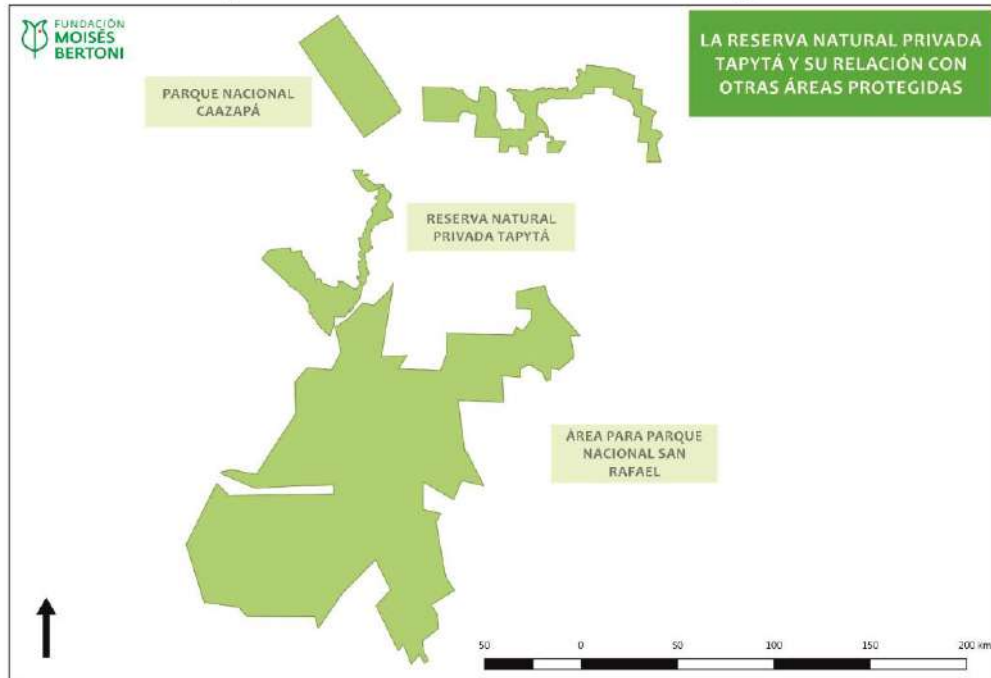 FUNDACIÓN
MOISÉS
BERTONI
LA RESERVA NATURAL PRIVADA
TAPYTÁ Y SU RELACIÓN CON
OTRAS ÁREAS PROTEGIDAS
PARQUE NACIONAL
CAAZAPÁ
RESERVA NATURAL
PRIVADA TAPYTÁ
ÁREA PARA PARQUE
NACIONAL SAN
RAFAEL
50 0 50 100 150 200 km